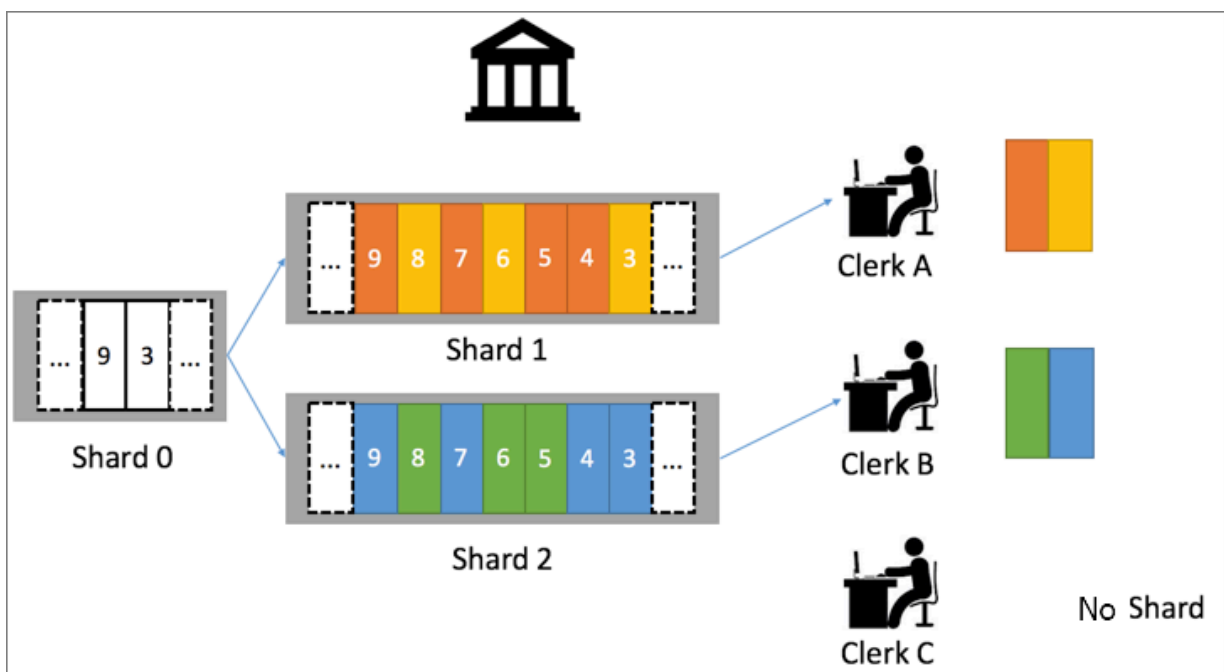 ... 9 8 7 6 5 4 3 ...
Shard 1
Clerk A
... 9 3 ...
Shard 0
... 9 8 7 6 5 4 3 ...
Shard 2
Clerk B
Clerk C
No Shard